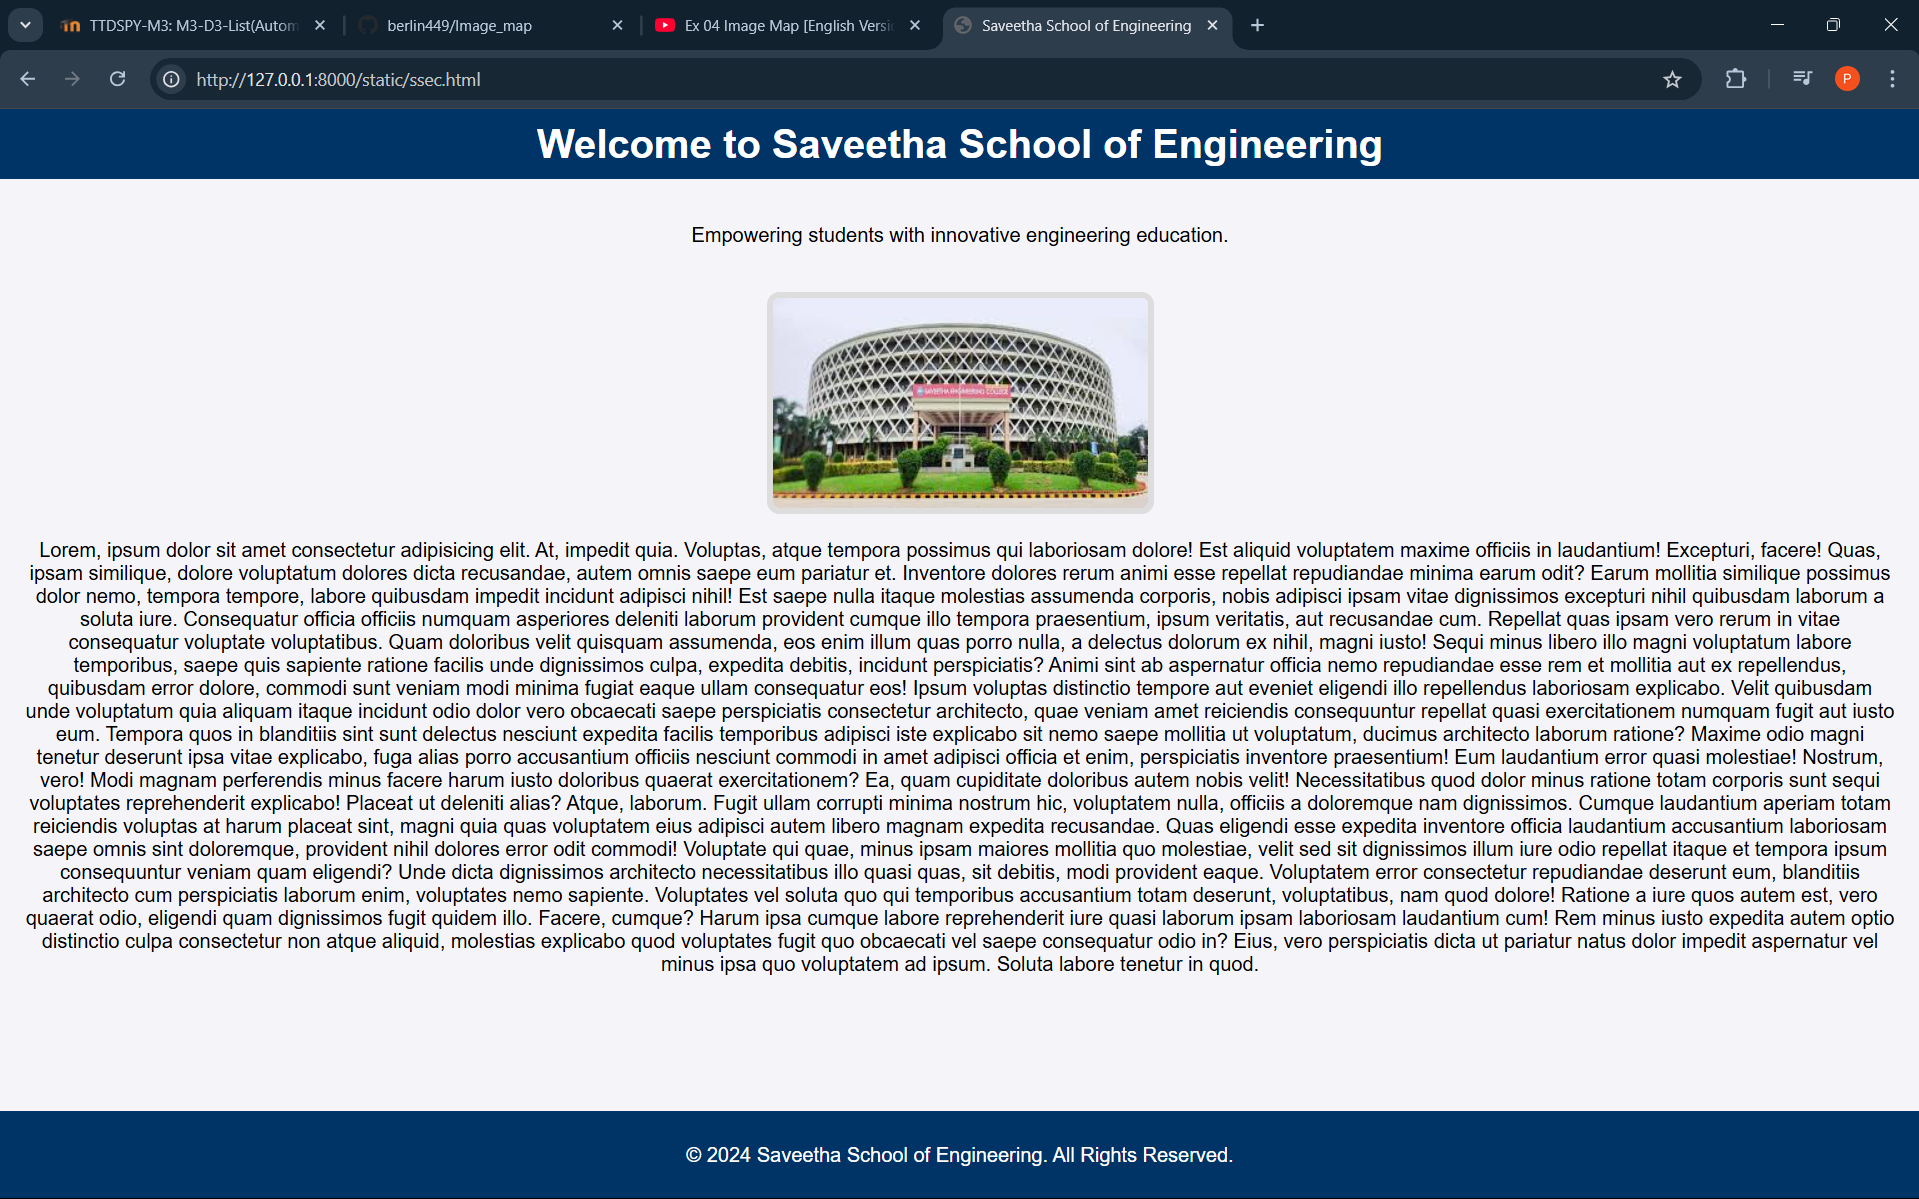 TTDSPY-M3: M3-D3-List(Autom
berlin449/Image_map
Ex 04 Image Map [English Versi
Saveetha School of Engineering
http://127.0.0.1:8000/static/ssec.html
P
Welcome to Saveetha School of Engineering
Empowering students with innovative engineering education.
SAVEETHA ENGINEERING COLLEGE
Lorem, ipsum dolor sit amet consectetur adipisicing elit. At, impedit quia. Voluptas, atque tempora possimus qui laboriosam dolore! Est aliquid voluptatem maxime officiis in laudantium! Excepturi, facere! Quas,
ipsam similique, dolore voluptatum dolores dicta recusandae, autem omnis saepe eum pariatur et. Inventore dolores rerum animi esse repellat repudiandae minima earum odit? Earum mollitia similique possimus
dolor nemo, tempora tempore, labore quibusdam impedit incidunt adipisci nihil! Est saepe nulla itaque molestias assumenda corporis, nobis adipisci ipsam vitae dignissimos excepturi nihil quibusdam laborum a
soluta iure. Consequatur officia officiis numquam asperiores deleniti laborum provident cumque illo tempora praesentium, ipsum veritatis, aut recusandae cum. Repellat quas ipsam vero rerum in vitae
consequatur voluptate voluptatibus. Quam doloribus velit quisquam assumenda, eos enim illum quas porro nulla, a delectus dolorum ex nihil, magni iusto! Sequi minus libero illo magni voluptatum labore
temporibus, saepe quis sapiente ratione facilis unde dignissimos culpa, expedita debitis, incidunt perspiciatis? Animi sint ab aspernatur officia nemo repudiandae esse rem et mollitia aut ex repellendus,
quibusdam error dolore, commodi sunt veniam modi minima fugiat eaque ullam consequatur eos! Ipsum voluptas distinctio tempore aut eveniet eligendi illo repellendus laboriosam explicabo. Velit quibusdam
unde voluptatum quia aliquam itaque incidunt odio dolor vero obcaecati saepe perspiciatis consectetur architecto, quae veniam amet reiciendis consequuntur repellat quasi exercitationem numquam fugit aut iusto
eum. Tempora quos in blanditiis sint sunt delectus nesciunt expedita facilis temporibus adipisci iste explicabo sit nemo saepe mollitia ut voluptatum, ducimus architecto laborum ratione? Maxime odio magni
tenetur deserunt ipsa vitae explicabo, fuga alias porro accusantium officiis nesciunt commodi in amet adipisci officia et enim, perspiciatis inventore praesentium! Eum laudantium error quasi molestiae! Nostrum,
vero! Modi magnam perferendis minus facere harum iusto doloribus quaerat exercitationem? Ea, quam cupiditate doloribus autem nobis velit! Necessitatibus quod dolor minus ratione totam corporis sunt sequi
voluptates reprehenderit explicabo! Placeat ut deleniti alias? Atque, laborum. Fugit ullam corrupti minima nostrum hic, voluptatem nulla, officiis a doloremque nam dignissimos. Cumque laudantium aperiam totam
reiciendis voluptas at harum placeat sint, magni quia quas voluptatem eius adipisci autem libero magnam expedita recusandae. Quas eligendi esse expedita inventore officia laudantium accusantium laboriosam
saepe omnis sint doloremque, provident nihil dolores error odit commodi! Voluptate qui quae, minus ipsam maiores mollitia quo molestiae, velit sed sit dignissimos illum iure odio repellat itaque et tempora ipsum
consequuntur veniam quam eligendi? Unde dicta dignissimos architecto necessitatibus illo quasi quas, sit debitis, modi provident eaque. Voluptatem error consectetur repudiandae deserunt eum, blanditiis
architecto cum perspiciatis laborum enim, voluptates nemo sapiente. Voluptates vel soluta quo qui temporibus accusantium totam deserunt, voluptatibus, nam quod dolore! Ratione a iure quos autem est, vero
quaerat odio, eligendi quam dignissimos fugit quidem illo. Facere, cumque? Harum ipsa cumque labore reprehenderit iure quasi laborum ipsam laboriosam laudantium cum! Rem minus iusto expedita autem optio
distinctio culpa consectetur non atque aliquid, molestias explicabo quod voluptates fugit quo obcaecati vel saepe consequatur odio in? Eius, vero perspiciatis dicta ut pariatur natus dolor impedit aspernatur vel
minus ipsa quo voluptatem ad ipsum. Soluta labore tenetur in quod.
© 2024 Saveetha School of Engineering. All Rights Reserved.